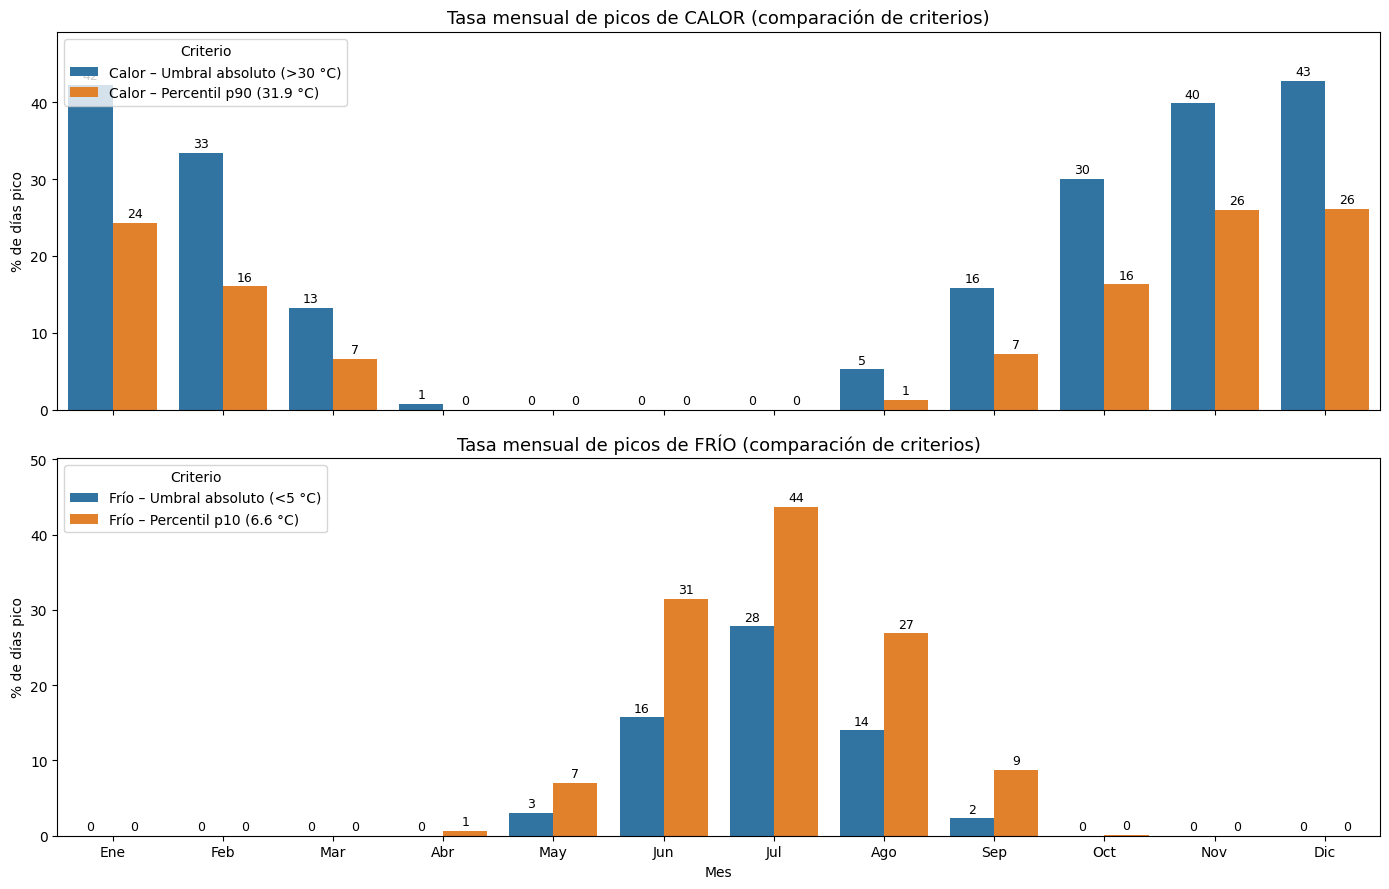 Tasa mensual de picos de CALOR (comparación de criterios)
Criterio
Calor – Umbral absoluto (>30 °C)
Calor – Percentil p90 (31.9 °C)
% de días pico
40
30
20
10
0
42 24 33 16 13 7 1 0 0 0 0 0 0 0 5 1 16 7 30 16 40 26 43 26
Tasa mensual de picos de FRÍO (comparación de criterios)
Criterio
Frío – Umbral absoluto (<5 °C)
Frío – Percentil p10 (6.6 °C)
% de días pico
50
40
30
20
10
0
0 0 0 0 0 0 0 1 3 7 16 31 28 44 14 27 2 9 0 0 0 0 0 0
Ene Feb Mar Abr May Jun Jul Ago Sep Oct Nov Dic
Mes